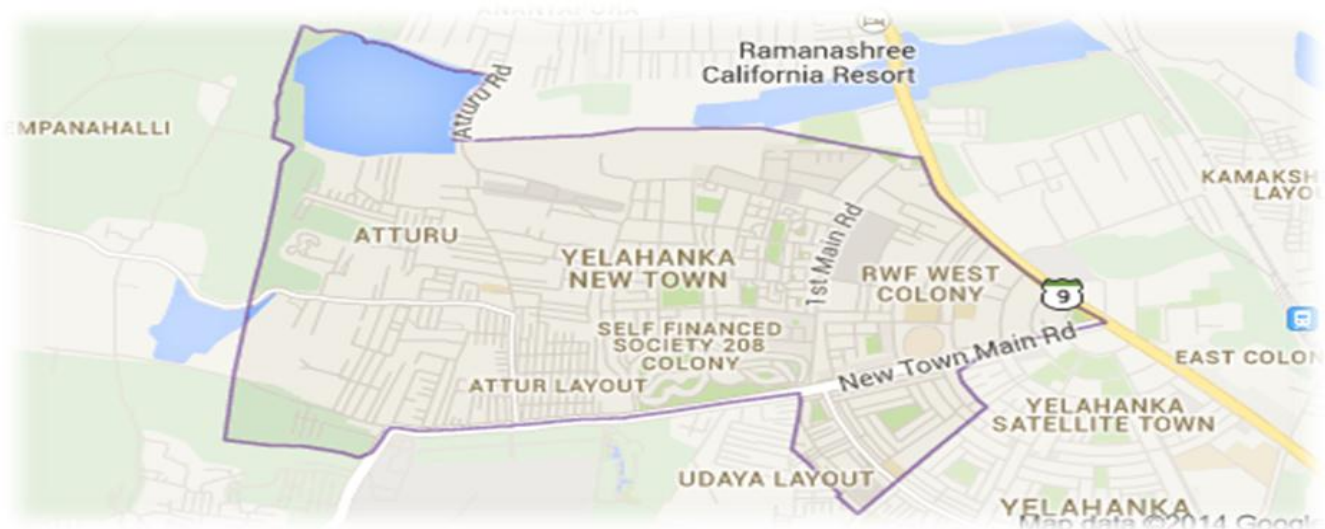 Ramanashree
California Resort
Atturu Rd
EMPANAHALLI
KAMAKSH
LAYO
ATTURU
YELAHANKA
NEW TOWN
1st Main Rd
RWF WEST
COLONY
9
SELF FINANCED
SOCIETY 208
COLONY
New Town Main Rd
EAST COLON
ATTUR LAYOUT
YELAHANKA
SATELLITE TOWN
UDAYA LAYOUT
YELAHANKA
Map data ©2014 Google